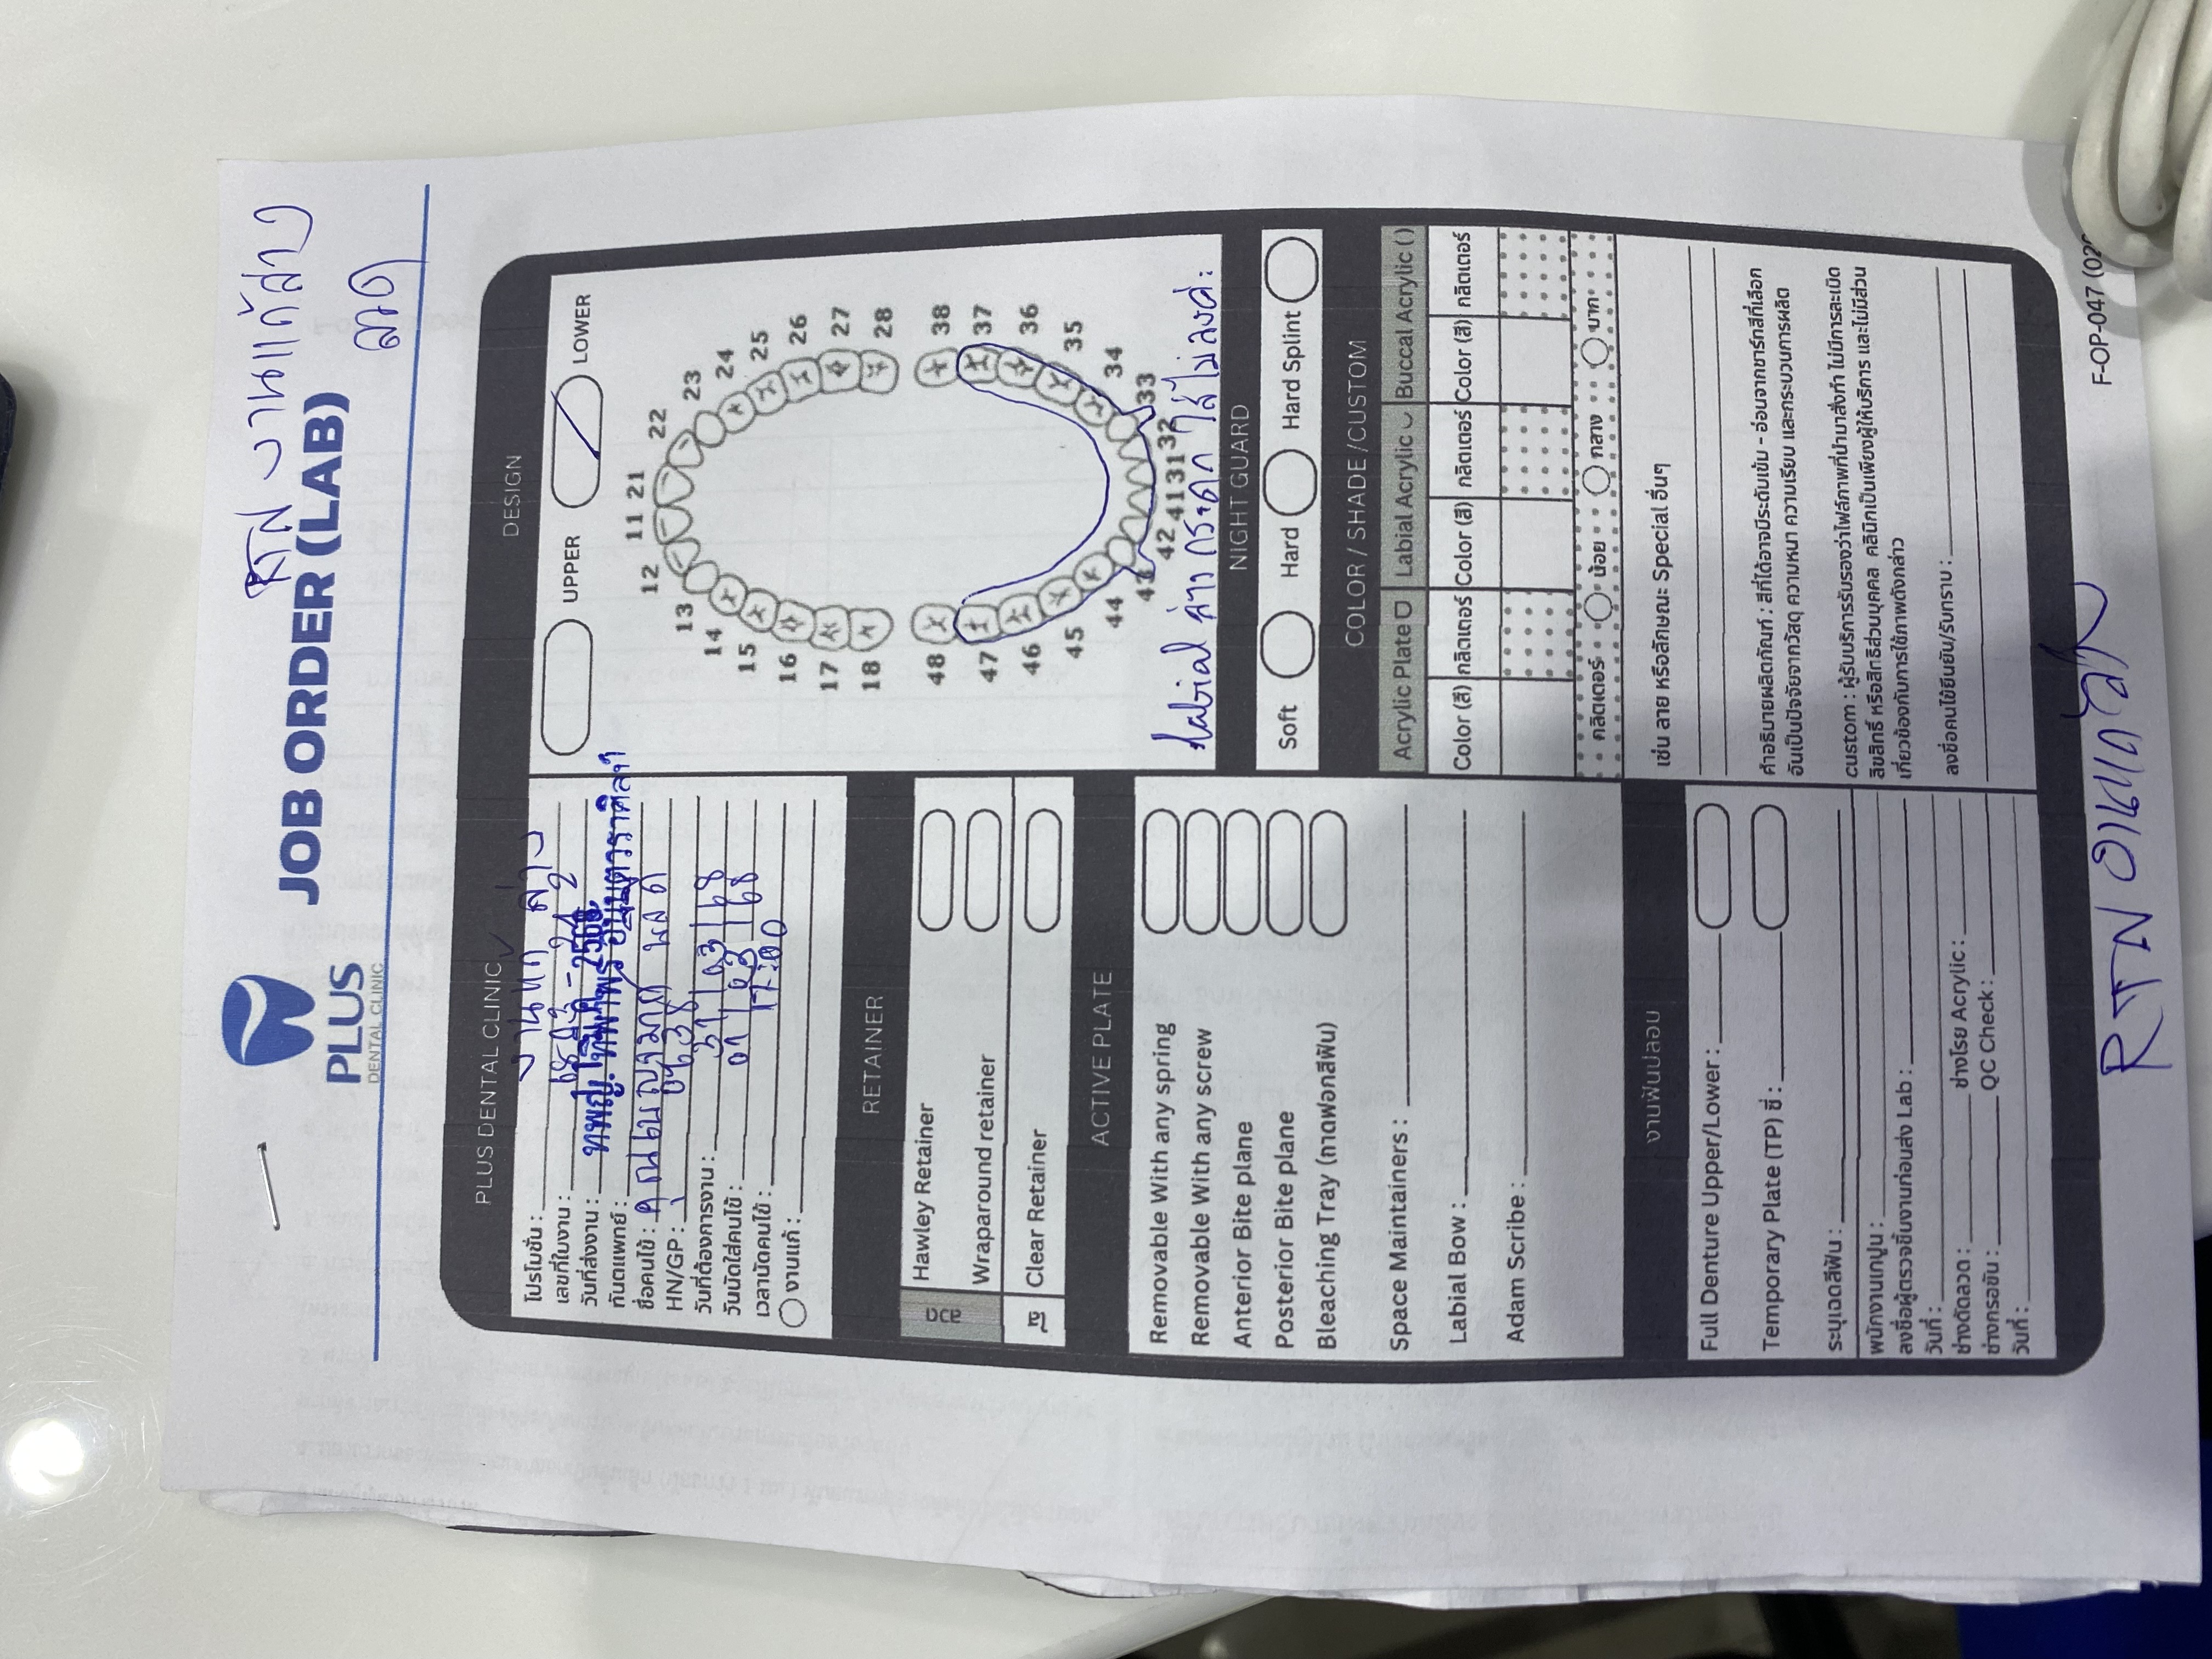 RTN งานแก้ล่าง
ลวด
PLUS
DENTAL CLINIC
JOB ORDER (LAB)
PLUS DENTAL CLINIC
โปรโมชั่น : งานแก้ ล่าง
เลขที่ใบงาน : 6803-242
วันที่ส่งงาน : มี.ค. 2568
ทันตแพทย์ : ทพญ.
ชื่อคนไข้ : คุณ
HN/GP :
วันที่ต้องการงาน : 31/03/68
วันนัดใส่คนไข้ : 01/03/68
เวลานัดคนไข้ : 17:00
งานแก้ :
RETAINER
ลวด
Hawley Retainer
Wraparound retainer
ใส
Clear Retainer
ACTIVE PLATE
Removable With any spring
Removable With any screw
Anterior Bite plane
Posterior Bite plane
Bleaching Tray (ถาดฟอกสีฟัน)
Space Maintainers :
Labial Bow :
Adam Scribe :
งานฟันปลอม
Full Denture Upper/Lower :
Temporary Plate (TP) ซี่ :
ระบุเฉดสีฟัน :
พนักงานเทปูน :
ลงชื่อผู้ตรวจชิ้นงานก่อนส่ง Lab :
วันที่ :
ช่างดัดลวด : ช่างโรย Acrylic :
ช่างกรอขัน : QC Check :
วันที่ :
DESIGN
UPPER LOWER
11 21
12 22
13 23
14 24
15 25
16 26
17 27
18 28
48 38
47 37
46 36
45 35
44 34
43 33
42 41 31 32
labial ล่าง กระดก ใส่ไม่ลงค่ะ
NIGHT GUARD
Soft Hard Hard Splint
COLOR / SHADE /CUSTOM
Acrylic Plate Labial Acrylic Buccal Acrylic ( )
Color (สี) กลิตเตอร์ Color (สี) กลิตเตอร์ Color (สี) กลิตเตอร์
กลิตเตอร์ น้อย กลาง มาก
เช่น ลาย หรือลักษณะ Special อื่นๆ
คำอธิบายผลิตภัณฑ์ : สีที่ได้อาจมีระดับเข้ม - อ่อนจากชาร์ทสีที่เลือก
อันเป็นปัจจัยจากวัสดุ ความหนา ความเรียบ และกระบวนการผลิต
custom : ผู้รับบริการรับรองว่าไฟล์ภาพที่นำมาสั่งทำ ไม่มีการละเมิด
ลิขสิทธิ์ หรือสิทธิส่วนบุคคล คลินิกเป็นเพียงผู้ให้บริการ และไม่มีส่วน
เกี่ยวข้องกับการใช้ภาพดังกล่าว
ลงชื่อคนไข้ยืนยัน/รับทราบ :
F-OP-047 (02
RTN งานแก้ล่าง